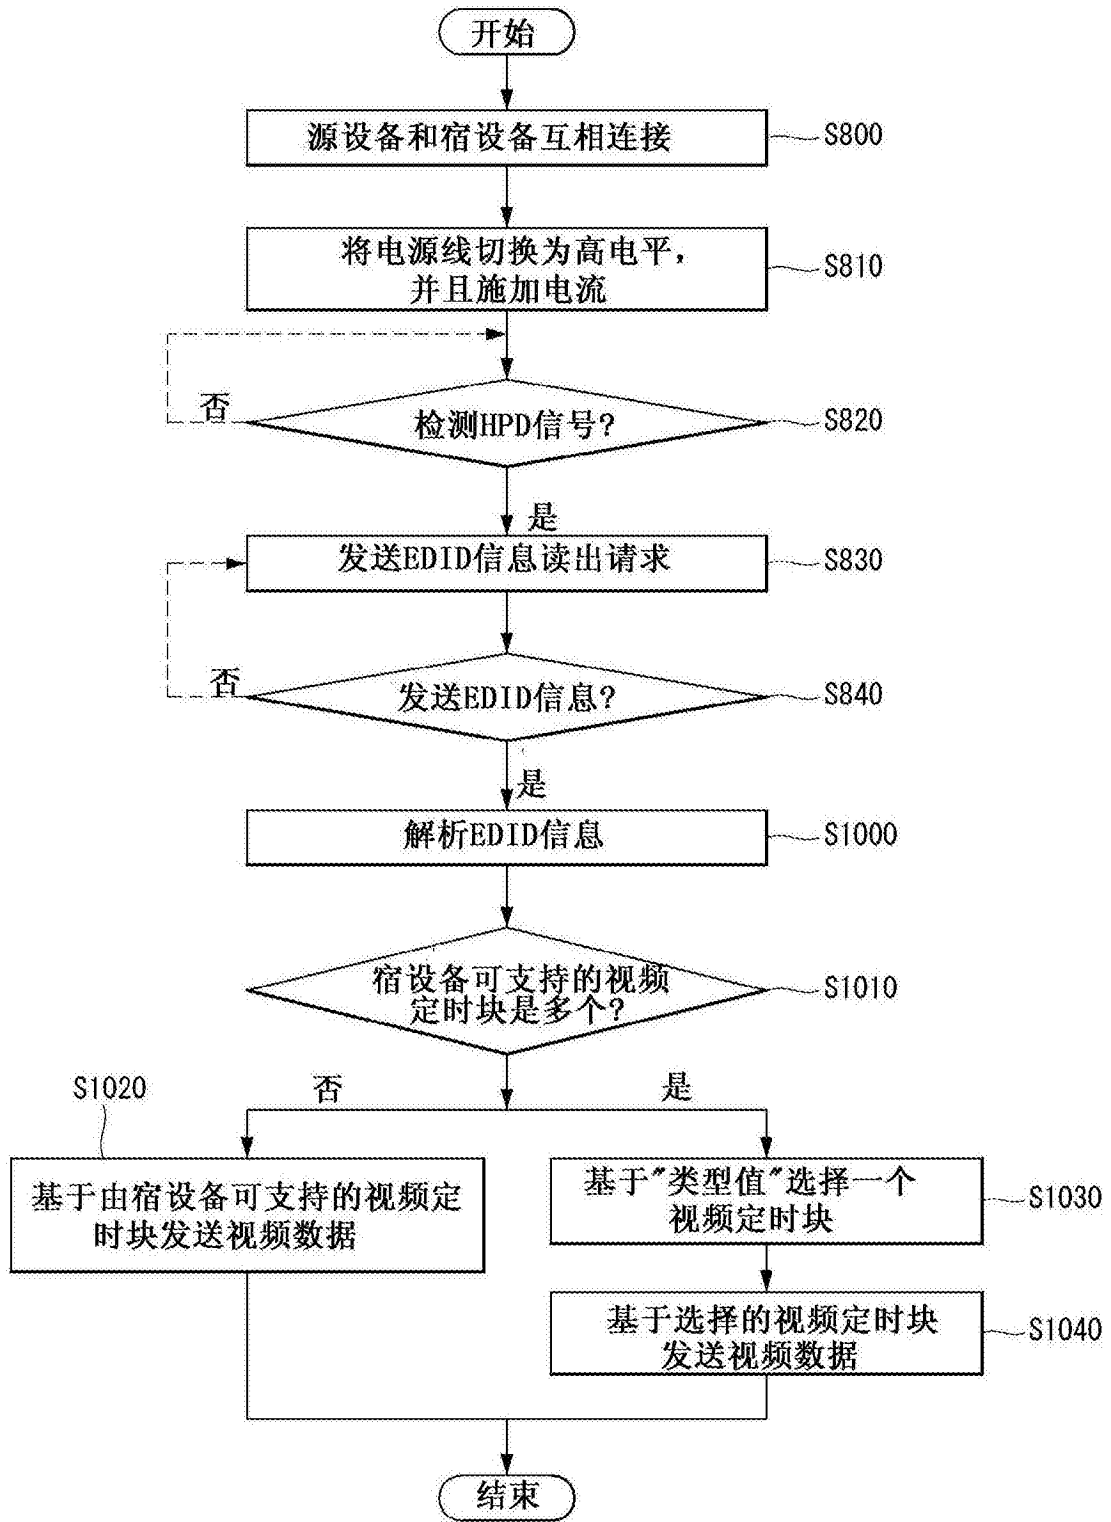 开始
源设备和宿设备互相连接
S800
将电源线切换为高电平，
并且施加电流
S810
否
检测HPD信号?
S820
是
发送EDID信息读出请求
S830
否
发送EDID信息?
S840
是
解析EDID信息
S1000
宿设备可支持的视频
定时块是多个?
S1010
否
是
S1020
基于由宿设备可支持的视频定
时块发送视频数据
基于"类型值"选择一个
视频定时块
S1030
基于选择的视频定时块
发送视频数据
S1040
结束